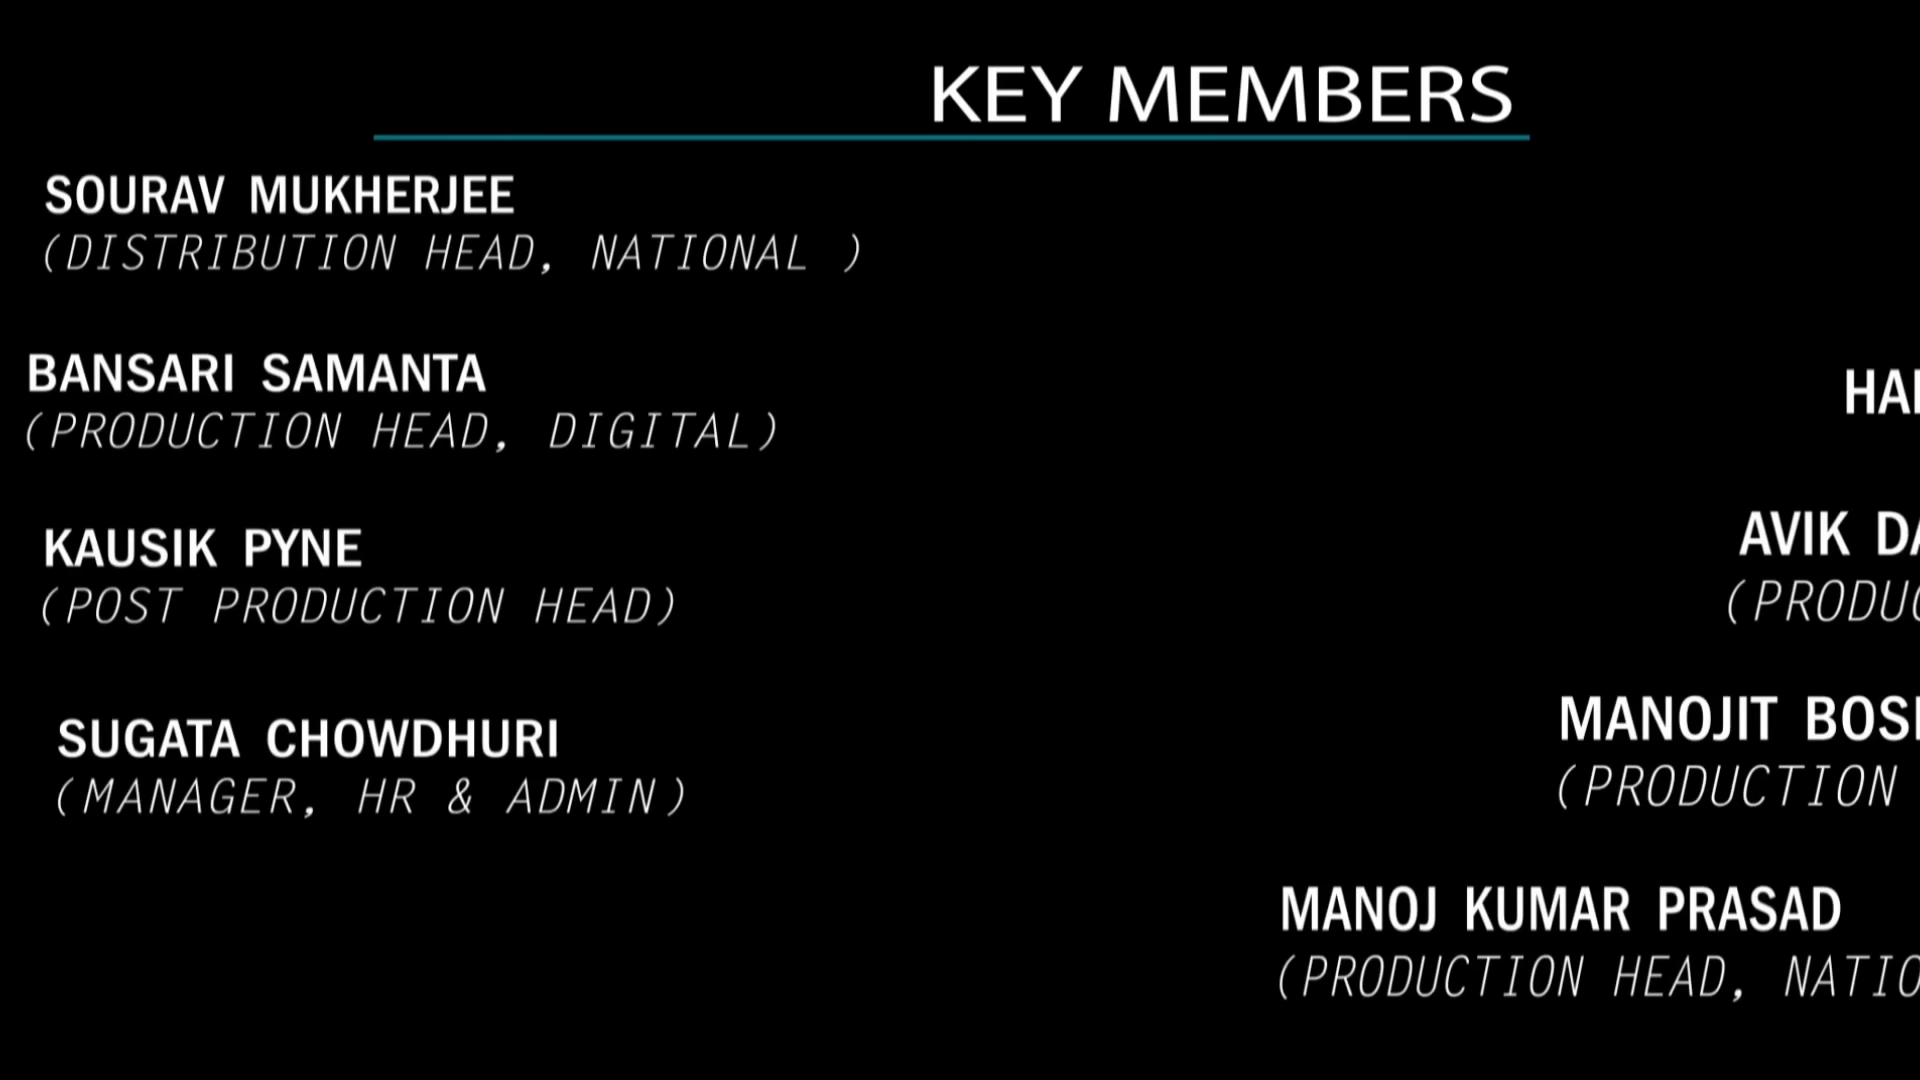 KEY MEMBERS
SOURAV MUKHERJEE
(DISTRIBUTION HEAD, NATIONAL )
BANSARI SAMANTA
(PRODUCTION HEAD, DIGITAL)
KAUSIK PYNE
(POST PRODUCTION HEAD)
SUGATA CHOWDHURI
(MANAGER, HR & ADMIN)
AVIK
MANOJIT
(PRODUCTION
MANOJ KUMAR PRASAD
(PRODUCTION HEAD,